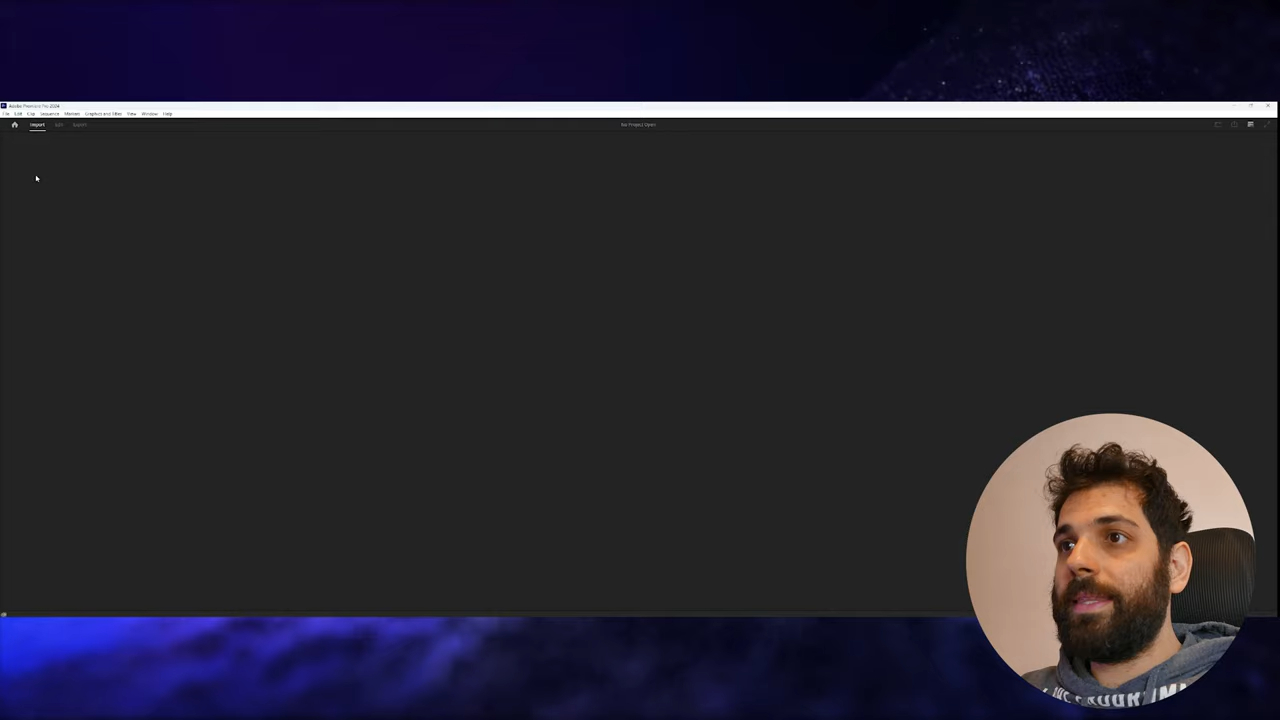 Adobe Premiere Pro 2024
File Edit Clip Sequence Markers Graphics and Titles View Window Help
Import Edit Export
No Project Open